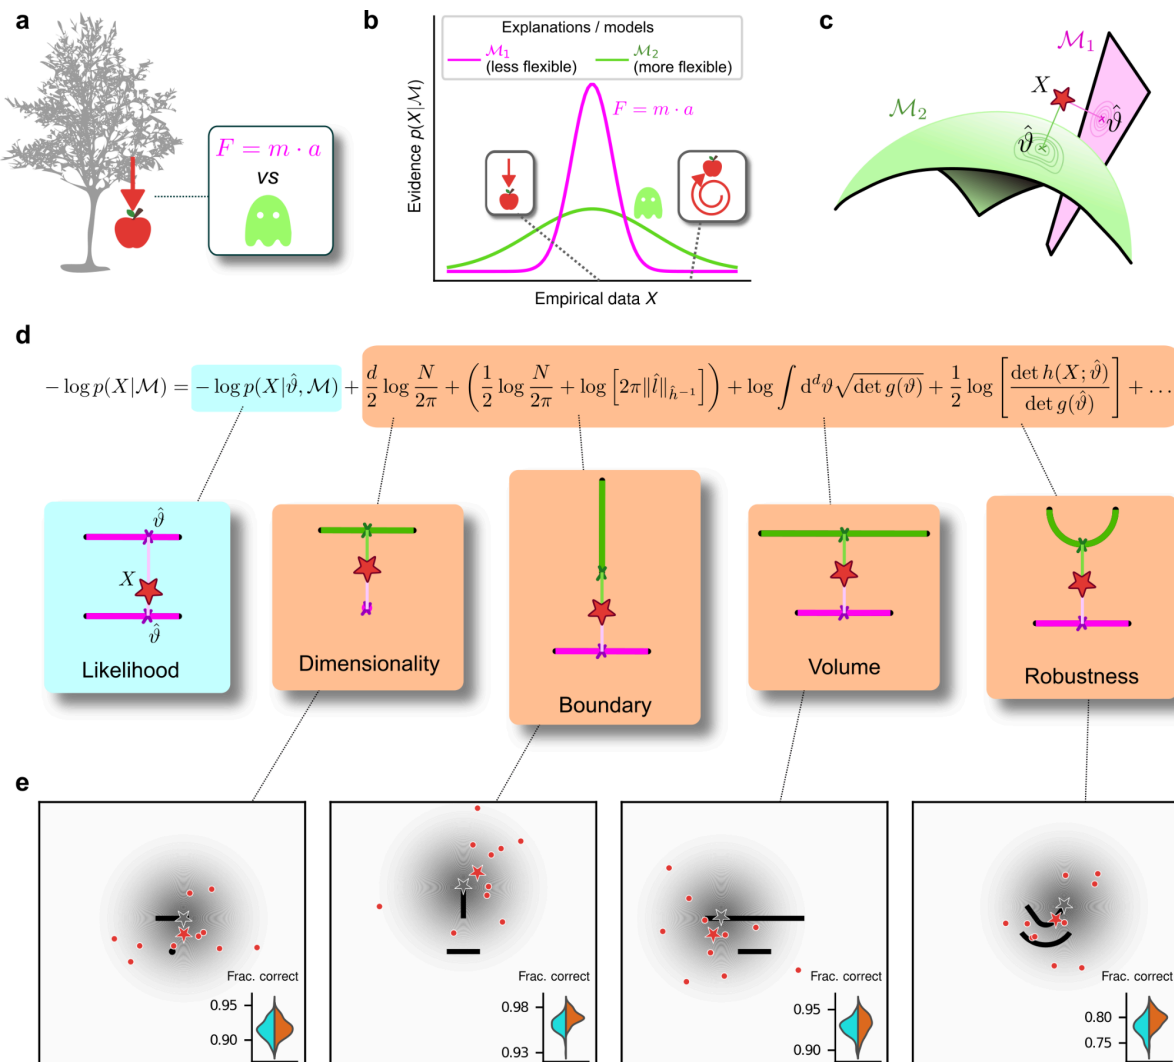 a
F = m · a
vs
b
Explanations / models
ℳ₁
(less flexible)
ℳ₂
(more flexible)
F = m · a
Evidence p(X|ℳ)
Empirical data X
c
ℳ₁
X
ϑ̂
ℳ₂
ϑ̂
d
− log p(X|ℳ) = − log p(X|ϑ̂, ℳ) + d/2 log N/2π + (1/2 log N/2π + log [2π‖l̂‖ĥ⁻¹]) + log ∫ dᵈϑ √det g(ϑ) + 1/2 log [det h(X; ϑ̂)/det g(ϑ̂)] + …
ϑ̂
X
ϑ̂
Likelihood
Dimensionality
Boundary
Volume
Robustness
e
Frac. correct
0.95
0.90
Frac. correct
0.98
0.93
Frac. correct
0.95
0.90
Frac. correct
0.80
0.75